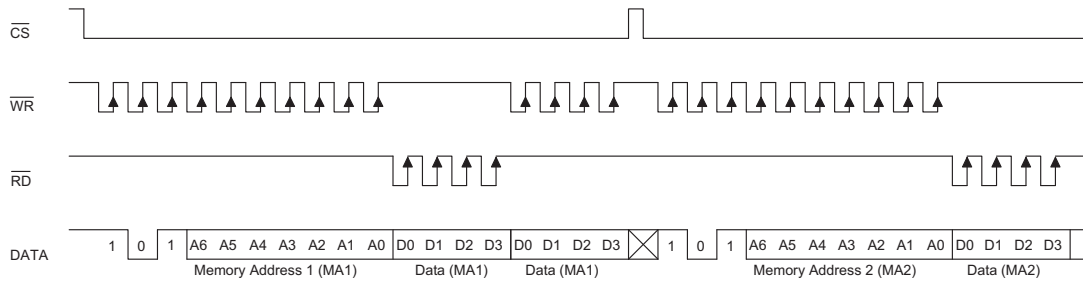 CS
WR
RD
DATA 1 0 1 A6 A5 A4 A3 A2 A1 A0 D0 D1 D2 D3 D0 D1 D2 D3 1 0 1 A6 A5 A4 A3 A2 A1 A0 D0 D1 D2 D3
Memory Address 1 (MA1) Data (MA1) Data (MA1) Memory Address 2 (MA2) Data (MA2)